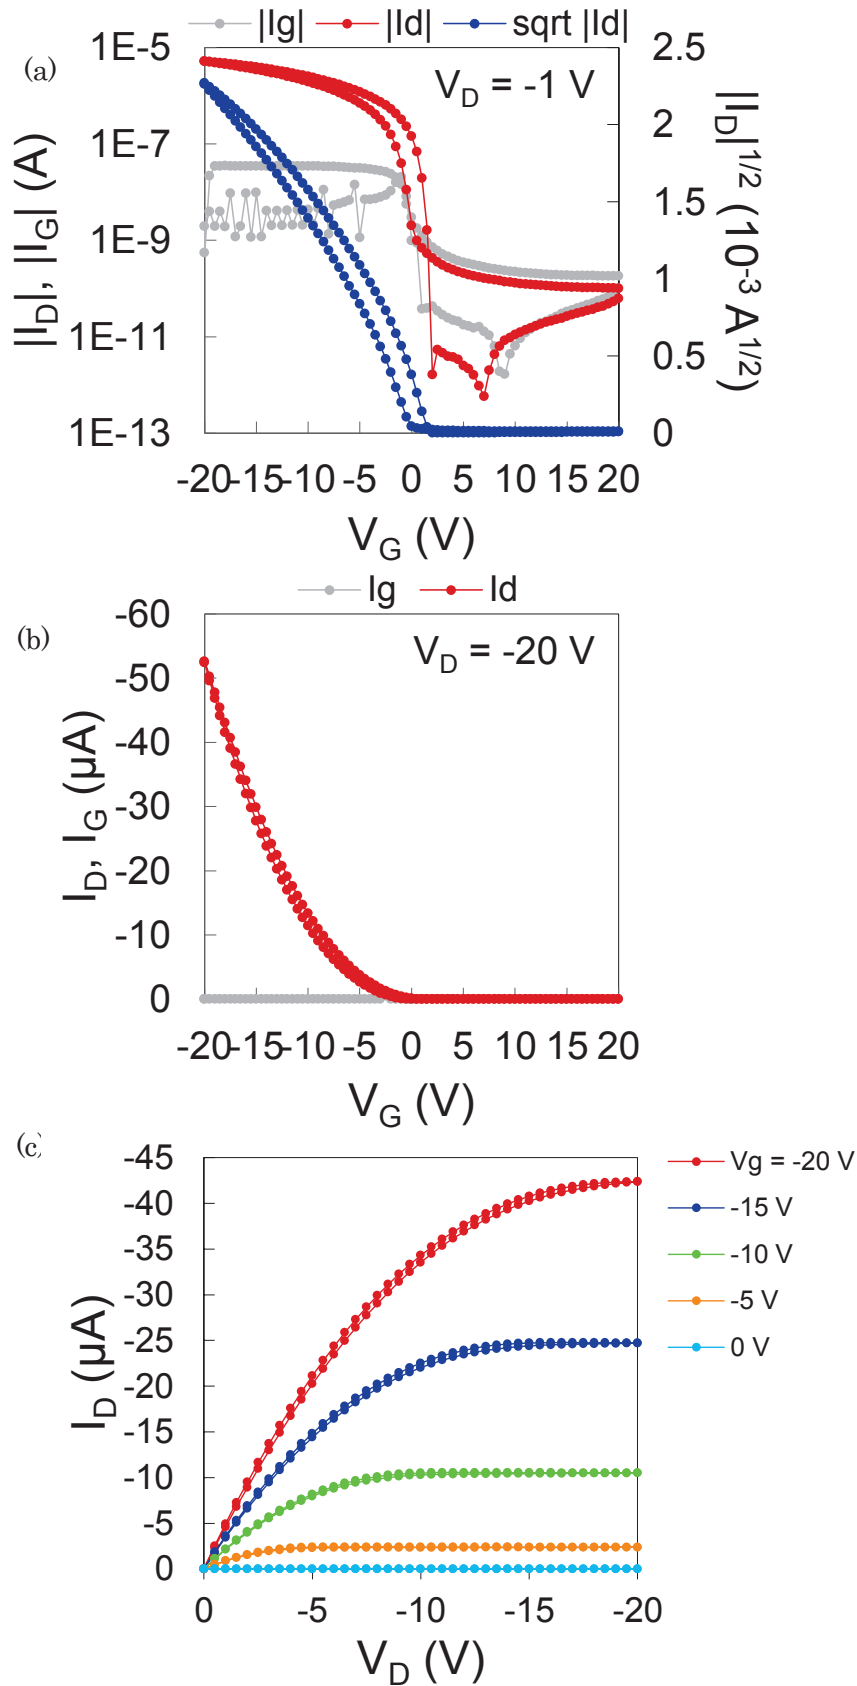 |Ig| |Id| sqrt |Id|
(a)
V_D = -1 V
1E-5
1E-7
1E-9
1E-11
1E-13
|I_D|, |I_G| (A)
2.5
2
1.5
1
0.5
0
|I_D|^1/2 (10^-3 A^1/2)
-20 -15 -10 -5 0 5 10 15 20
V_G (V)
Ig Id
(b)
V_D = -20 V
-60
-50
-40
-30
-20
-10
0
I_D, I_G (µA)
-20 -15 -10 -5 0 5 10 15 20
V_G (V)
(c)
-45
-40
-35
-30
-25
-20
-15
-10
-5
0
I_D (µA)
Vg = -20 V
-15 V
-10 V
-5 V
0 V
0 -5 -10 -15 -20
V_D (V)